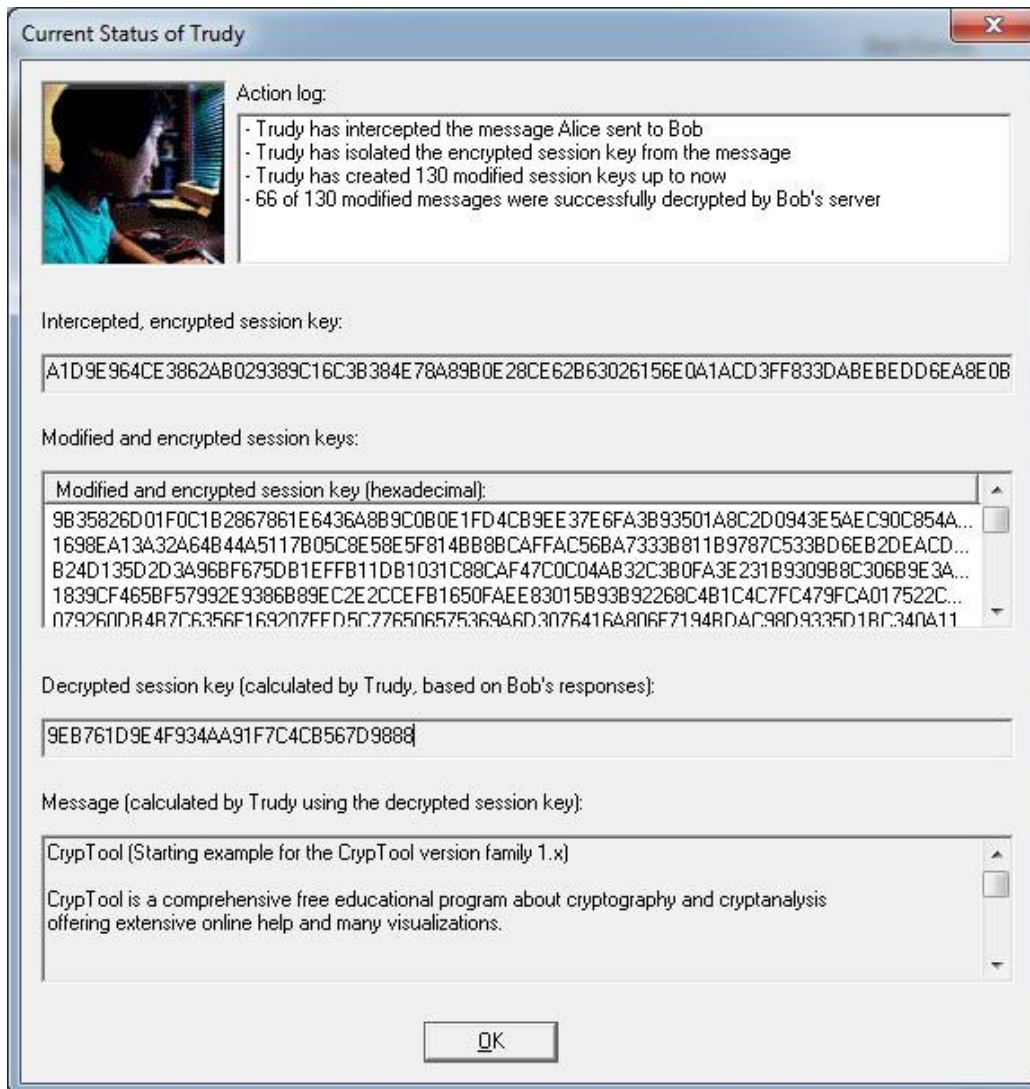 Current Status of Trudy
Action log:
- Trudy has intercepted the message Alice sent to Bob
- Trudy has isolated the encrypted session key from the message
- Trudy has created 130 modified session keys up to now
- 66 of 130 modified messages were successfully decrypted by Bob's server
Intercepted, encrypted session key:
A1D9E964CE3862AB029389C16C3B384E78A89B0E28CE62B63026156E0A1ACD3FF833DABEBEDD6EA8E0B
Modified and encrypted session keys:
Modified and encrypted session key (hexadecimal):
9B35826D01F0C1B2867861E6436A8B9C0B0E1FD4CB9EE37E6FA3B93501A8C2D0943E5AEC90C854A...
1698EA13A32A64B44A5117B05C8E58E5F814BB8BCAFFAC56BA7333B811B9787C533BD6EB2DEACD...
B24D135D2D3A96BF675DB1EFFB11DB1031C88CAF47C0C04AB32C3B0FA3E231B9309B8C306B9E3A...
1839CF465BF57992E9386B89EC2E2CCEFB1650FAEE83015B93B92268C4B1C4C7FC479FCA017522C...
Decrypted session key (calculated by Trudy, based on Bob's responses):
9EB761D9E4F934AA91F7C4CB567D9888
Message (calculated by Trudy using the decrypted session key):
CrypTool (Starting example for the CrypTool version family 1.x)
CrypTool is a comprehensive free educational program about cryptography and cryptanalysis
offering extensive online help and many visualizations.
OK